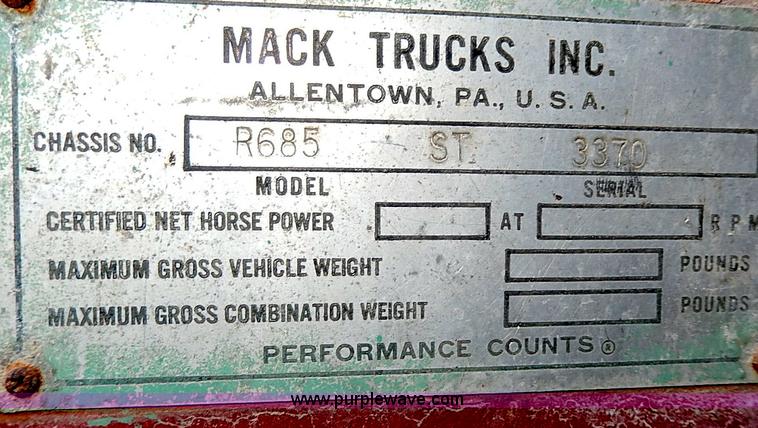 MACK TRUCKS INC.
ALLENTOWN, PA., U.S.A.
CHASSIS NO. R685 ST 3370
MODEL SERIAL
CERTIFIED NET HORSE POWER AT RPM
MAXIMUM GROSS VEHICLE WEIGHT POUNDS
MAXIMUM GROSS COMBINATION WEIGHT POUNDS
PERFORMANCE COUNTS®
www.purplewave.com